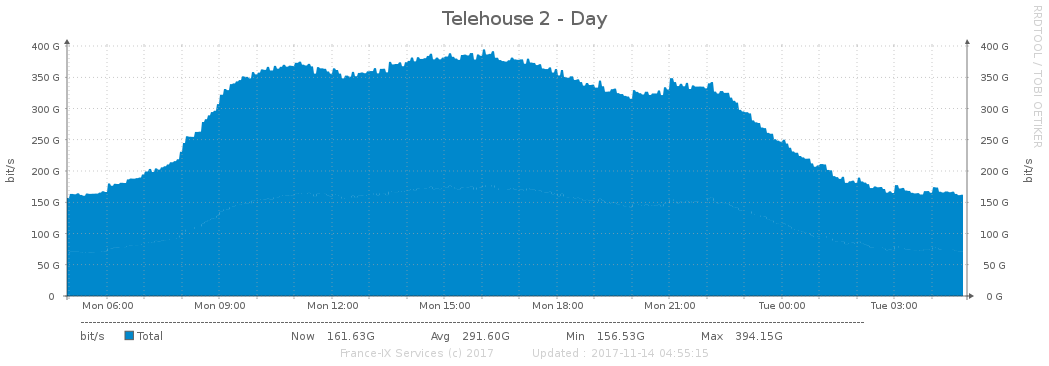 Telehouse 2 - Day
RRDTOOL / TOBI OETIKER
bit/s
bit/s
400 G 400 G
350 G 350 G
300 G 300 G
250 G 250 G
200 G 200 G
150 G 150 G
100 G 100 G
50 G 50 G
0 0 G
Mon 06:00 Mon 09:00 Mon 12:00 Mon 15:00 Mon 18:00 Mon 21:00 Tue 00:00 Tue 03:00
bit/s Total Now 161.63G Avg 291.60G Min 156.53G Max 394.15G
France-IX Services (c) 2017 Updated : 2017-11-14 04:55:15